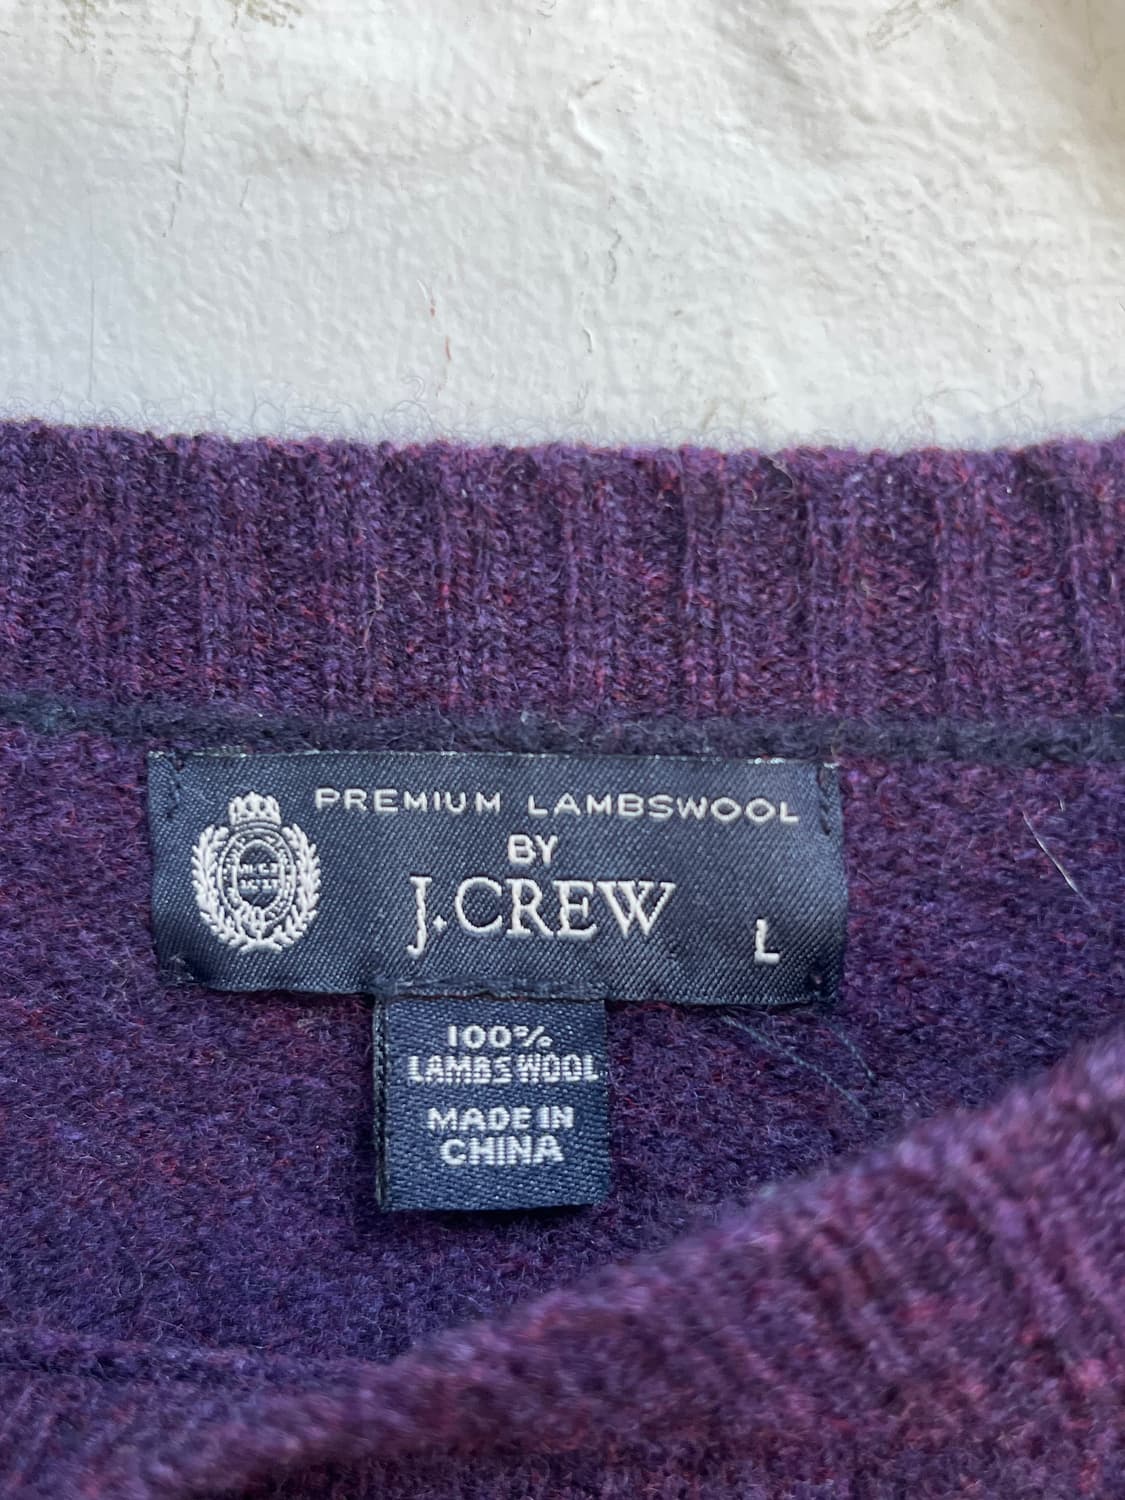 PREMIUM LAMBSWOOL
BY
J.CREW
L
100%
LAMBSWOOL
MADE IN
CHINA